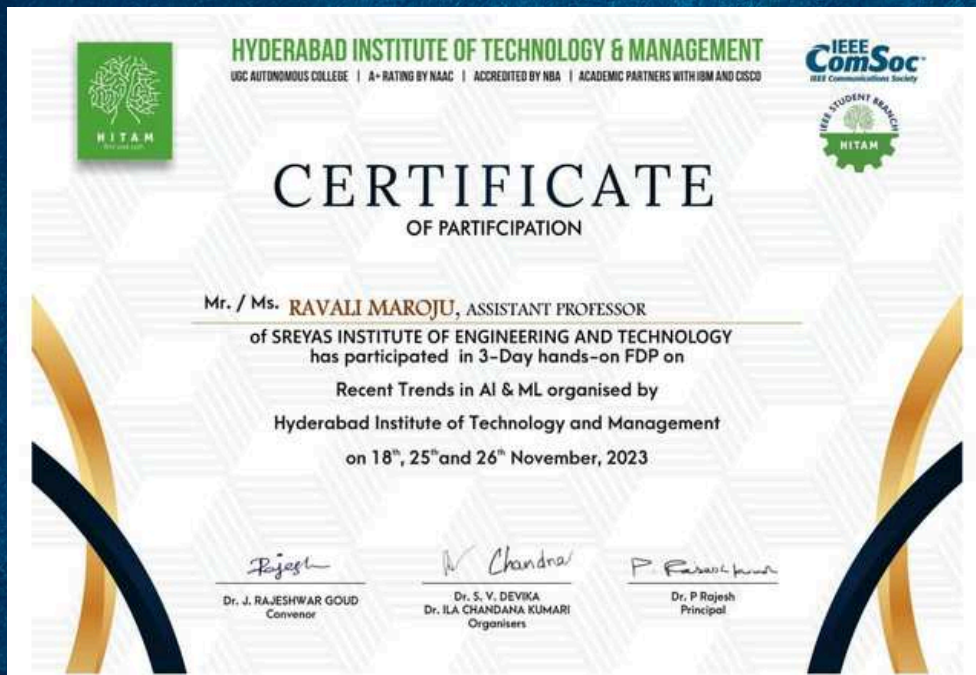 HYDERABAD INSTITUTE OF TECHNOLOGY & MANAGEMENT
UGC AUTONOMOUS COLLEGE | A+ RATING BY NAAC | ACCREDITED BY NBA | ACADEMIC PARTNERS WITH IBM AND CISCO
HITAM
IEEE
ComSoc™
IEEE Communications Society
IEEE STUDENT BRANCH
HITAM
CERTIFICATE
OF PARTIFCIPATION
Mr. / Ms. RAVALI MAROJU, ASSISTANT PROFESSOR
of SREYAS INSTITUTE OF ENGINEERING AND TECHNOLOGY
has participated in 3-Day hands-on FDP on
Recent Trends in AI & ML organised by
Hyderabad Institute of Technology and Management
on 18th, 25th and 26th November, 2023
Rajesh
Chandna
P.
Dr. J. RAJESHWAR GOUD
Convenor
Dr. S. V. DEVIKA
Dr. ILA CHANDANA KUMARI
Organisers
Dr. P Rajesh
Principal